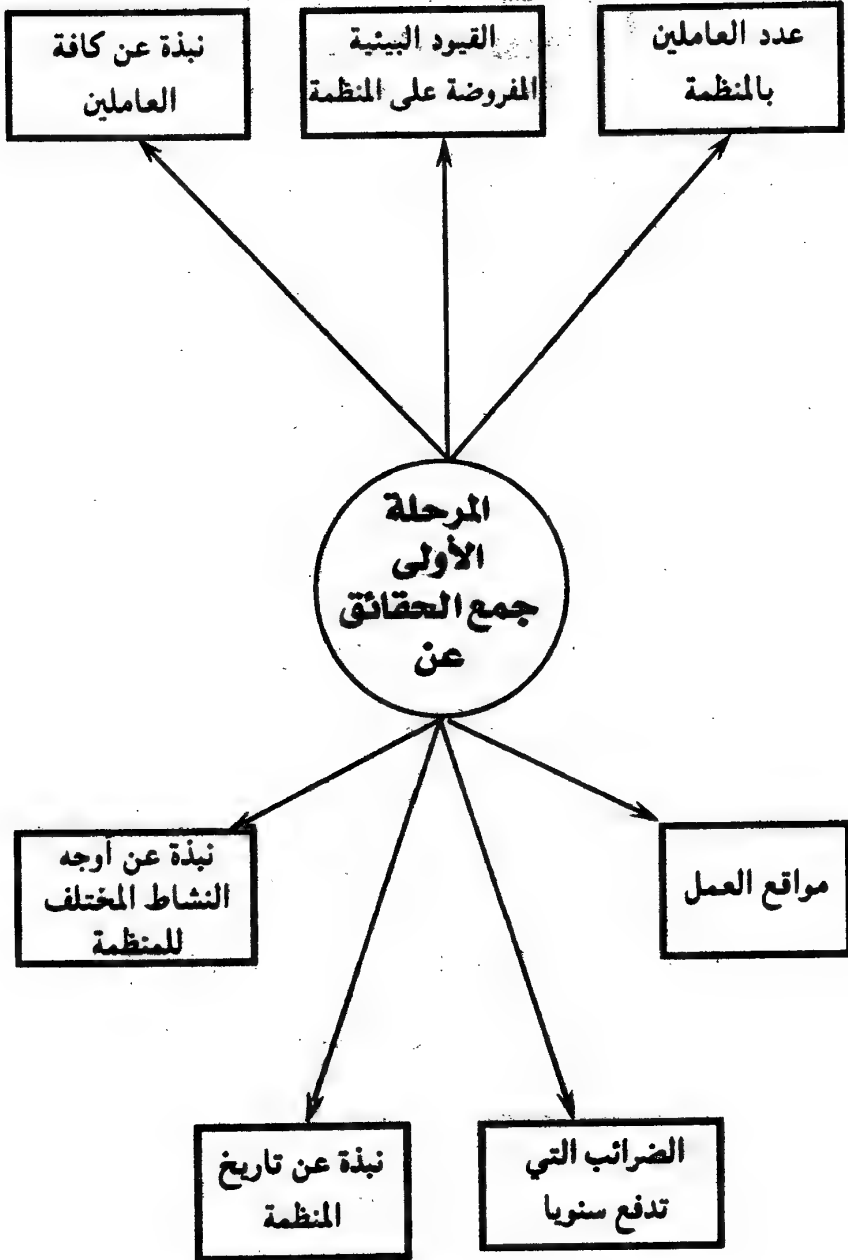 عدد العاملين
بالمنظمة
القيود البيئية
المفروضة على المنظمة
نبذة عن كافة
العاملين
المرحلة
الأولى
جمع الحقائق
عن
مواقع العمل
نبذة عن أوجه
النشاط المختلف
للمنظمة
الضرائب التي
تدفع سنويا
نبذة عن تاريخ
المنظمة